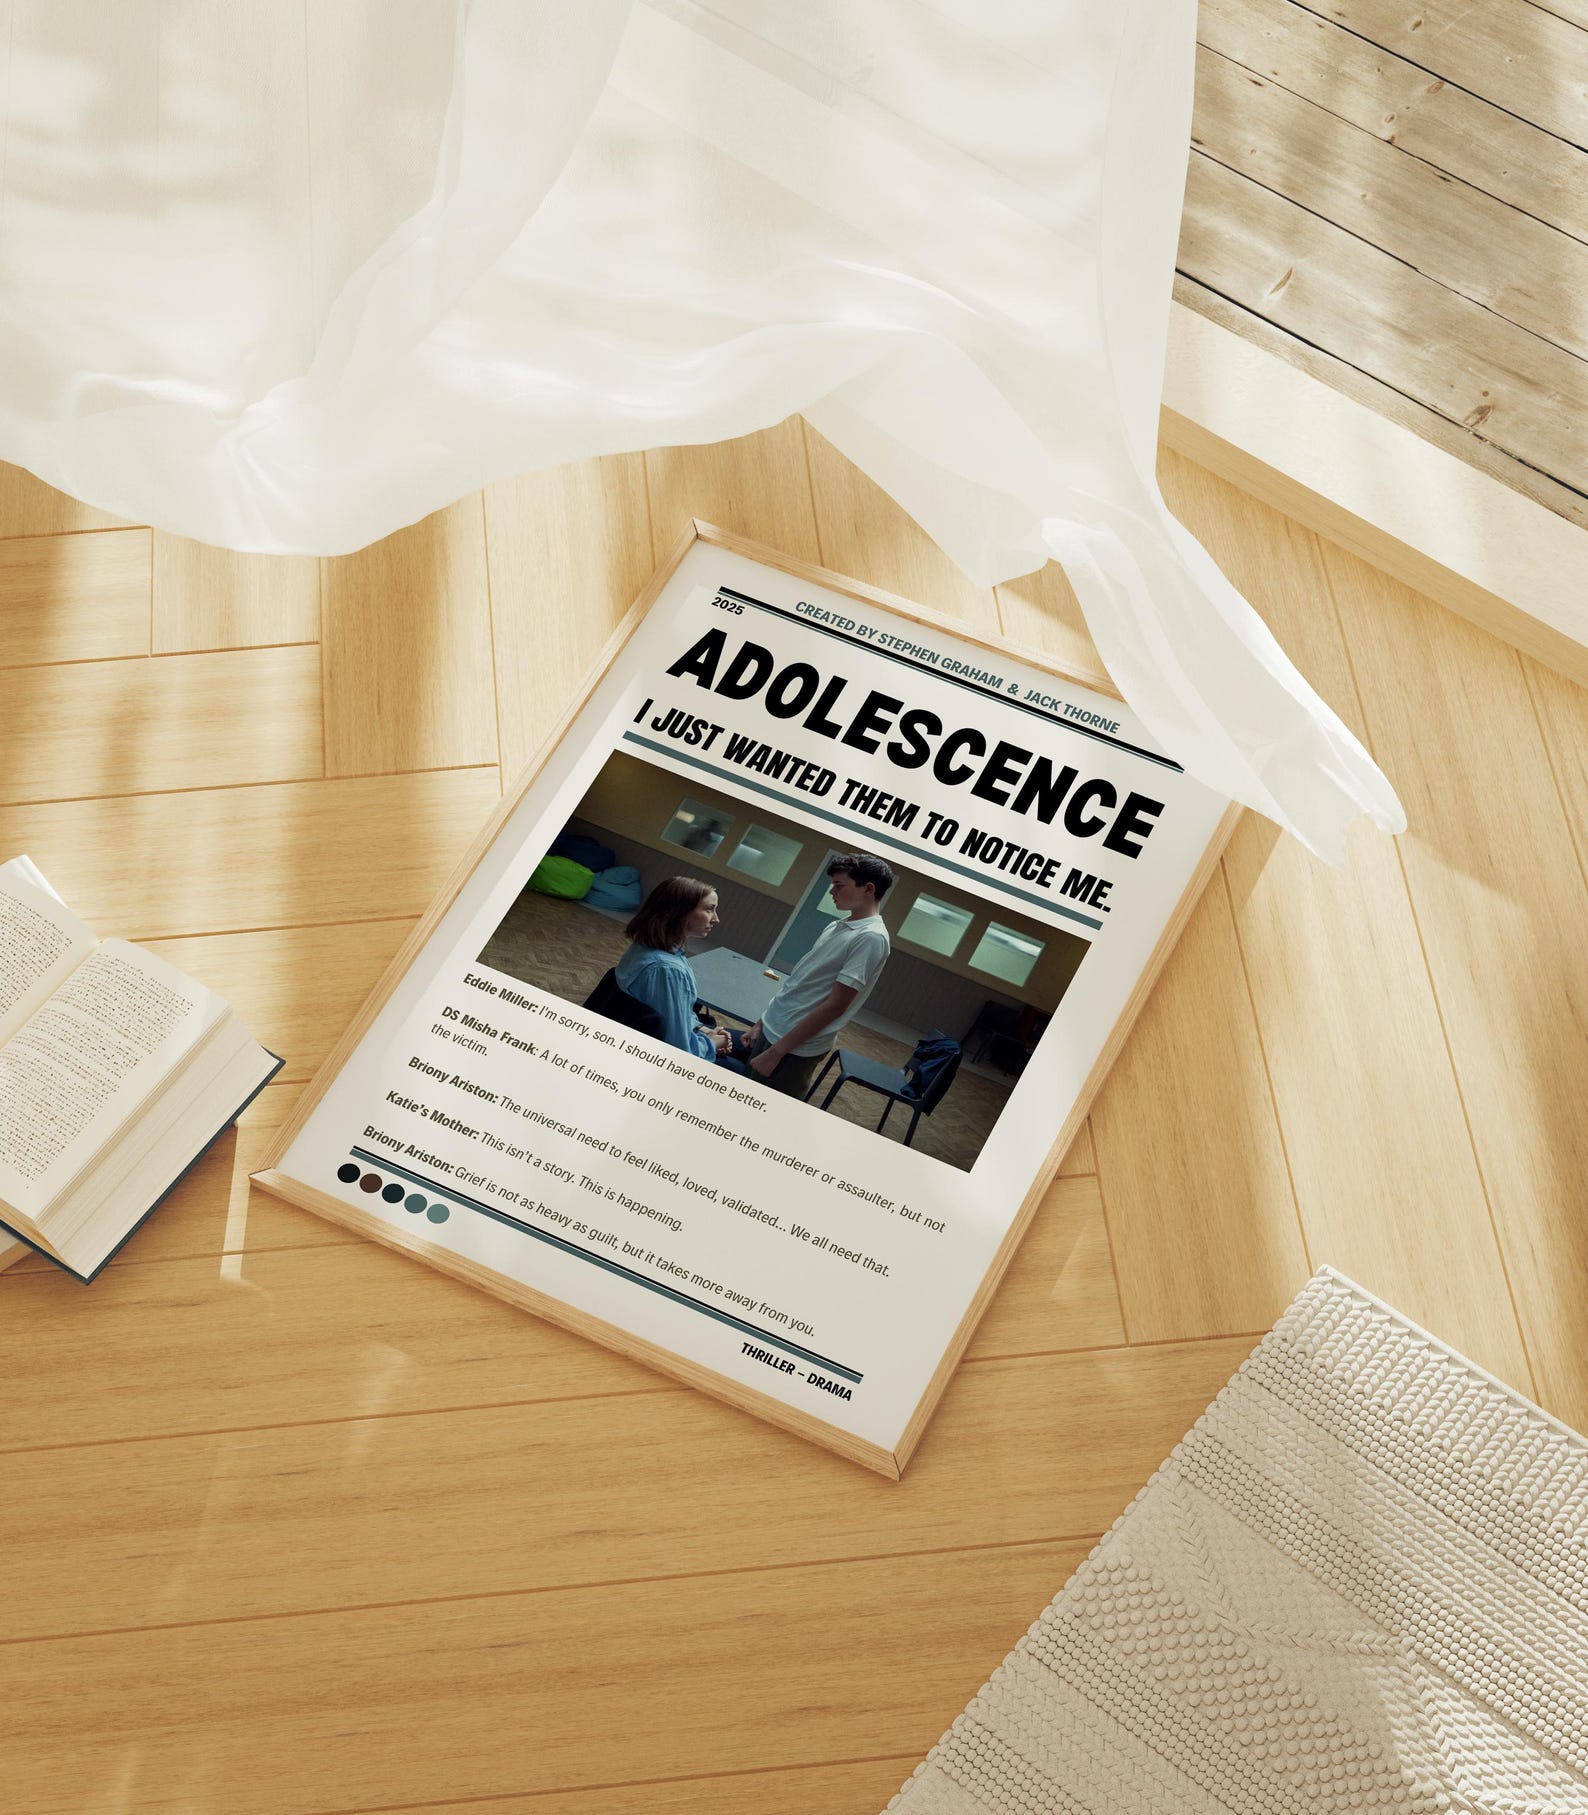 2025
CREATED BY STEPHEN GRAHAM & JACK THORNE
ADOLESCENCE
I JUST WANTED THEM TO NOTICE ME.
Eddie Miller: I'm sorry, son. I should have done better.
DS Misha Frank: A lot of times, you only remember the murderer or assaulter, but not
the victim.
Briony Ariston: The universal need to feel liked, loved, validated... We all need that.
Katie's Mother: This isn't a story. This is happening.
Briony Ariston: Grief is not as heavy as guilt, but it takes more away from you.
THRILLER – DRAMA